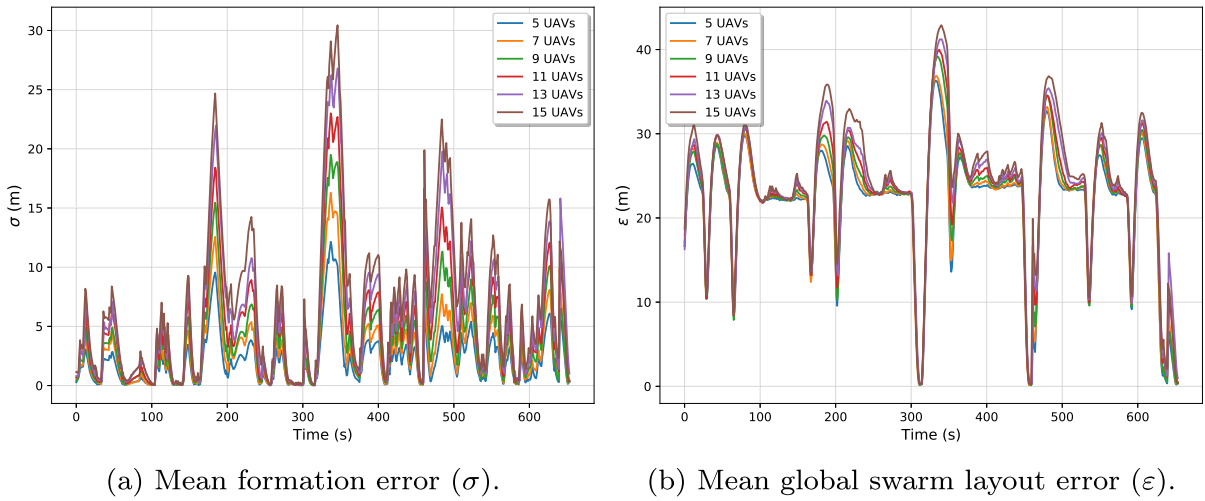 5 UAVs
7 UAVs
9 UAVs
11 UAVs
13 UAVs
15 UAVs
30
25
20
15
10
5
0
σ (m)
0 100 200 300 400 500 600
Time (s)
(a) Mean formation error (σ).
5 UAVs
7 UAVs
9 UAVs
11 UAVs
13 UAVs
15 UAVs
40
30
20
10
0
ε (m)
0 100 200 300 400 500 600
Time (s)
(b) Mean global swarm layout error (ε).